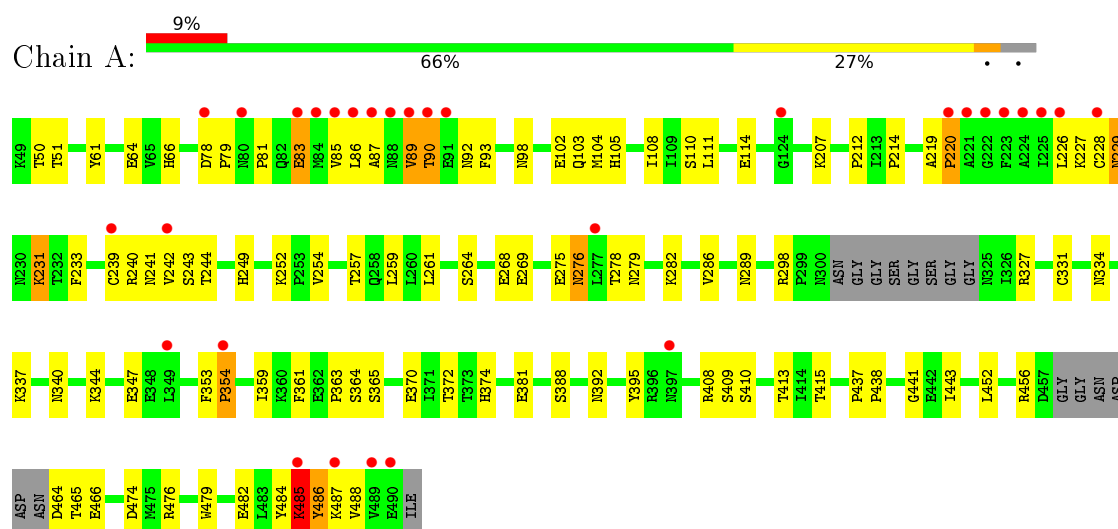 9%
Chain A:
66% 27% • •
K49 T50 T51 Y61 E64 V65 H66 D78 P79 N80 P81 Q82 E83 M84 V85 L86 A87 N88 V89 T90 E91 N92 F93 N98 E102 Q103 M104 H105 I108 I109 S110 L111 E114 G124 K207 P212 I213 P214 A219 P220 A221 G222 F223 A224 I225 L226 K227 C228 N229
N230 K231 T232 F233 C239 R240 N241 V242 S243 T244 H249 K252 P253 V254 T257 Q258 L259 L260 L261 S264 E268 E269 E275 N276 L277 T278 N279 K282 V286 N289 R298 P299 N300 ASN GLY GLY SER GLY SER GLY GLY N325 I326 R327 C331 N334
K337 N340 K344 E347 E348 L349 F353 P354 I359 K360 F361 E362 P363 S364 S365 E370 I371 T372 T373 H374 E381 S388 N392 Y395 R396 N397 R408 S409 S410 T413 I414 T415 P437 P438 G441 E442 I443 L452 R456 D457 GLY GLY ASN ASP
ASP ASN D464 T465 E466 D474 M475 R476 W479 E482 L483 Y484 K485 Y486 K487 V488 V489 E490 ILE